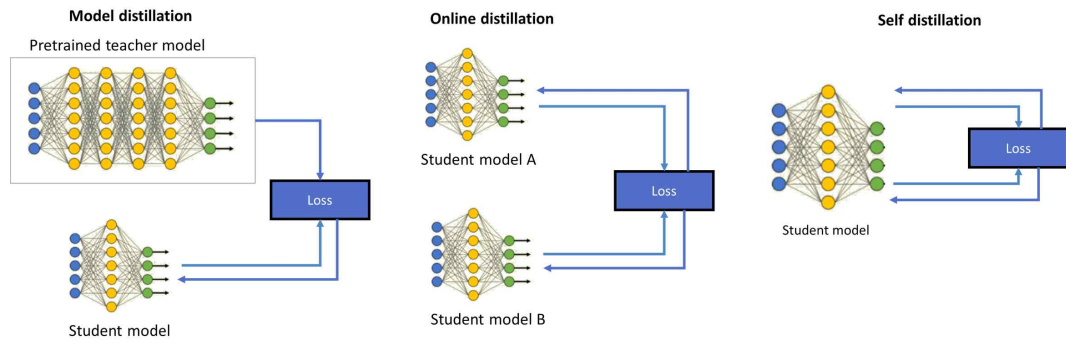 Model distillation
Pretrained teacher model
Loss
Student model
Online distillation
Student model A
Loss
Student model B
Self distillation
Loss
Student model